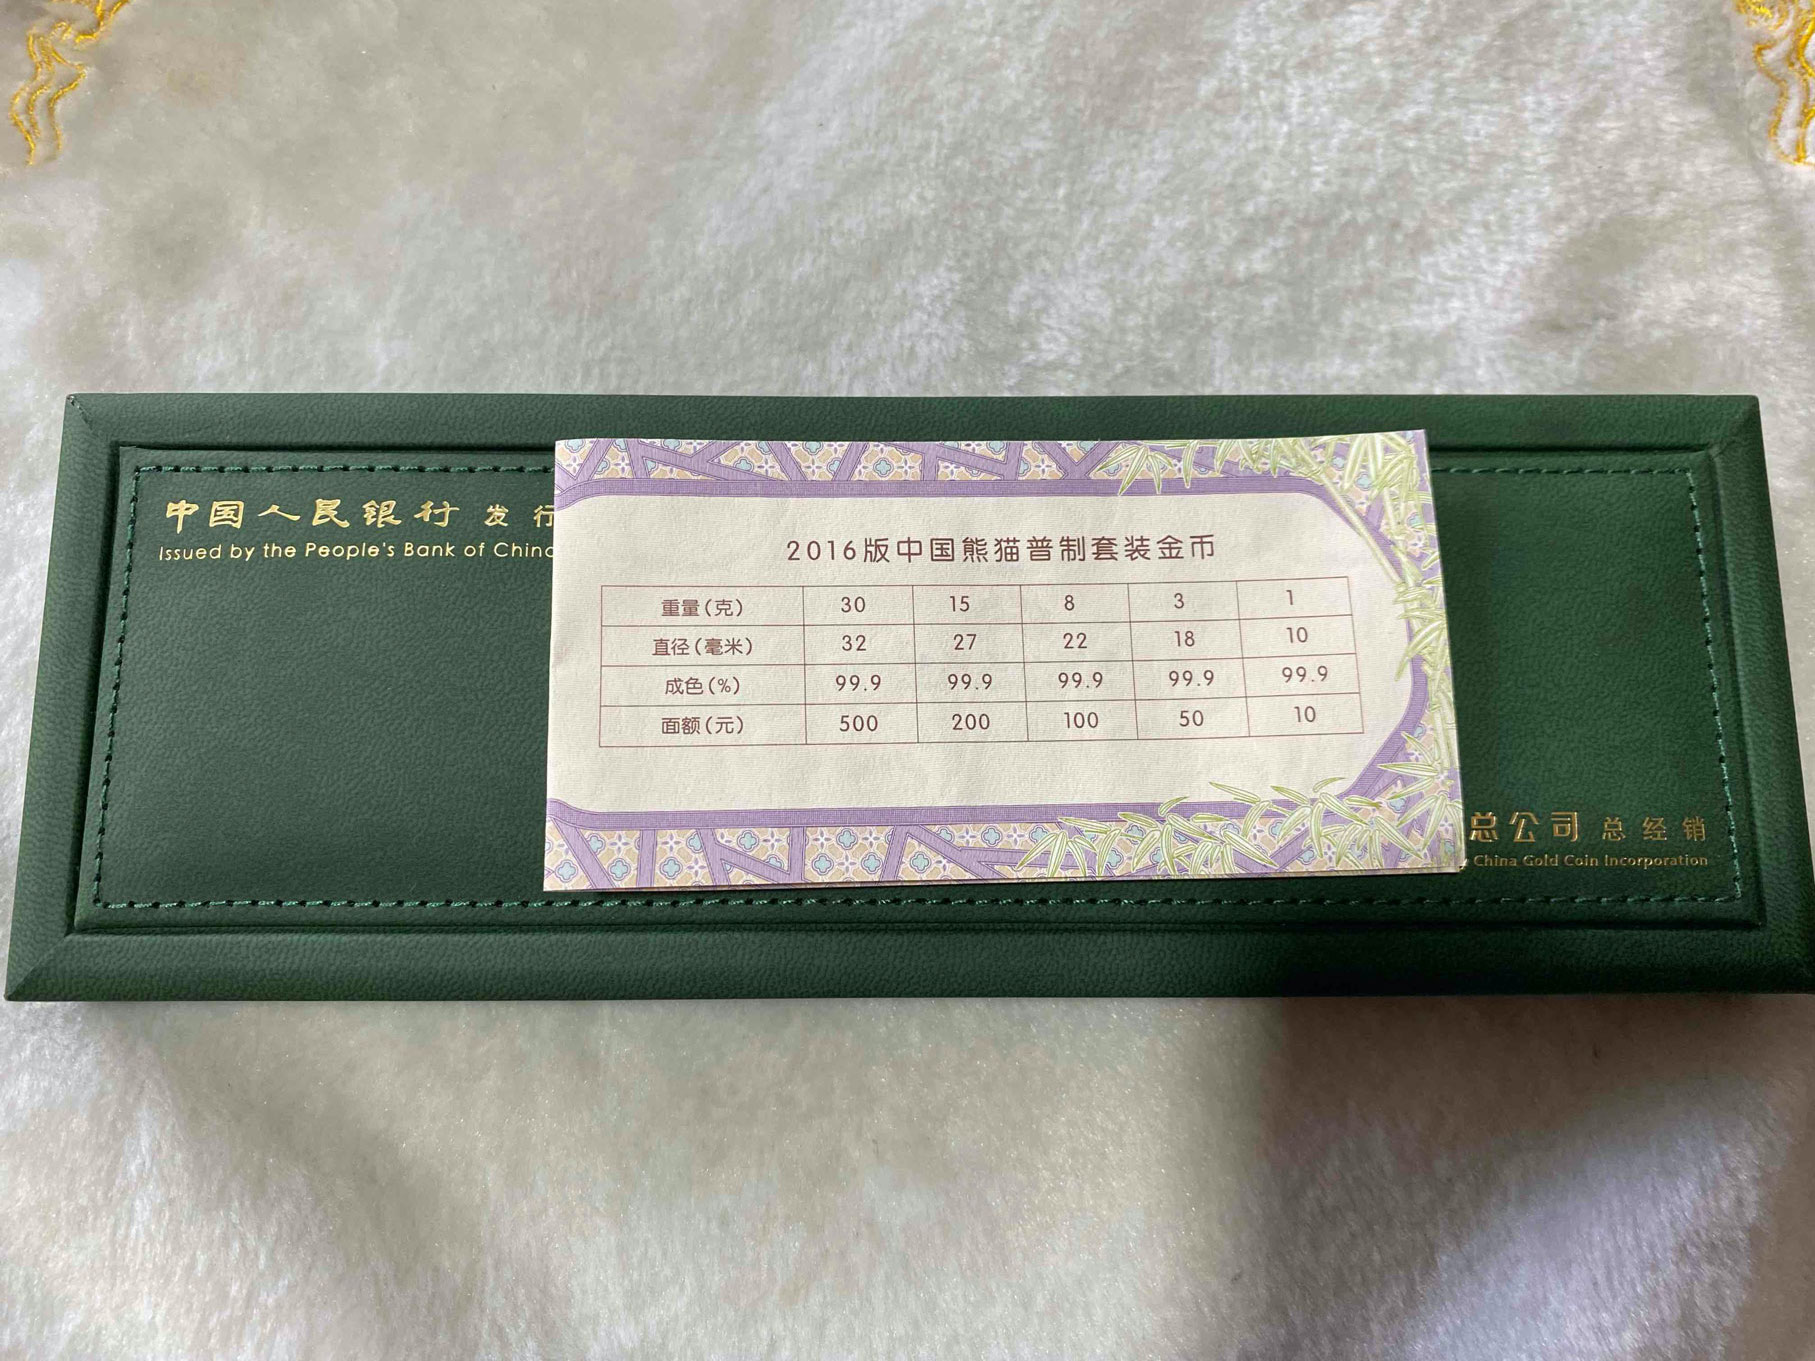 中国人民银行 发行
Issued by the People's Bank of China
2016版中国熊猫普制套装金币
重量(克) 30 15 8 3 1
直径(毫米) 32 27 22 18 10
成色(%) 99.9 99.9 99.9 99.9 99.9
面额(元) 500 200 100 50 10
总公司 总经销
China Gold Coin Incorporation